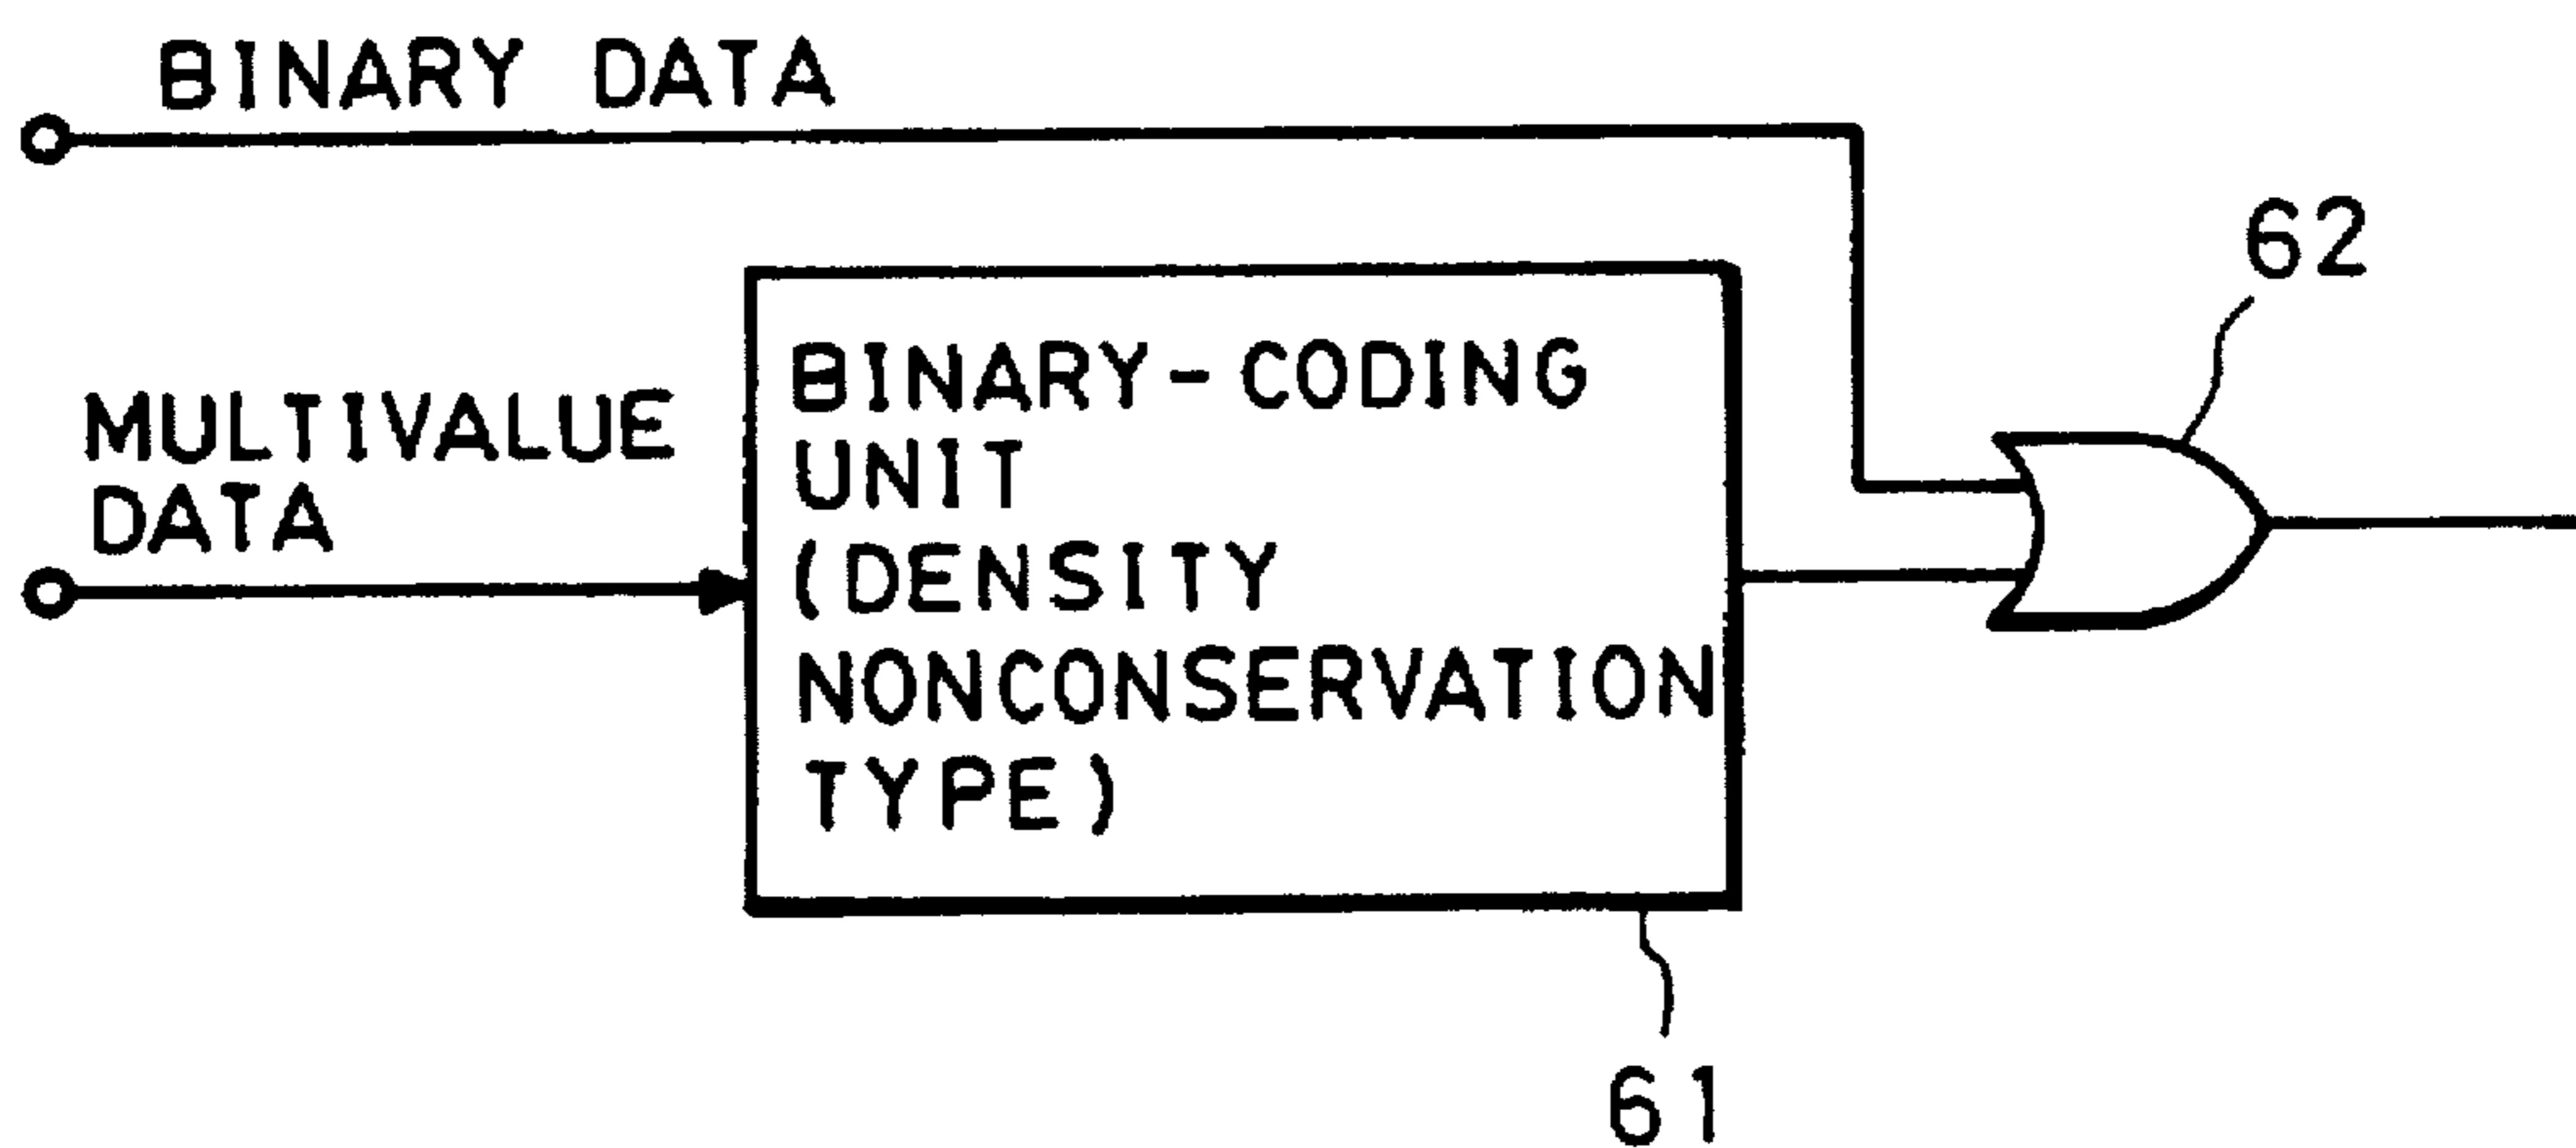 BINARY DATA
62
MULTIVALUE
DATA
BINARY-CODING
UNIT
(DENSITY
NONCONSERVATION
TYPE)
61